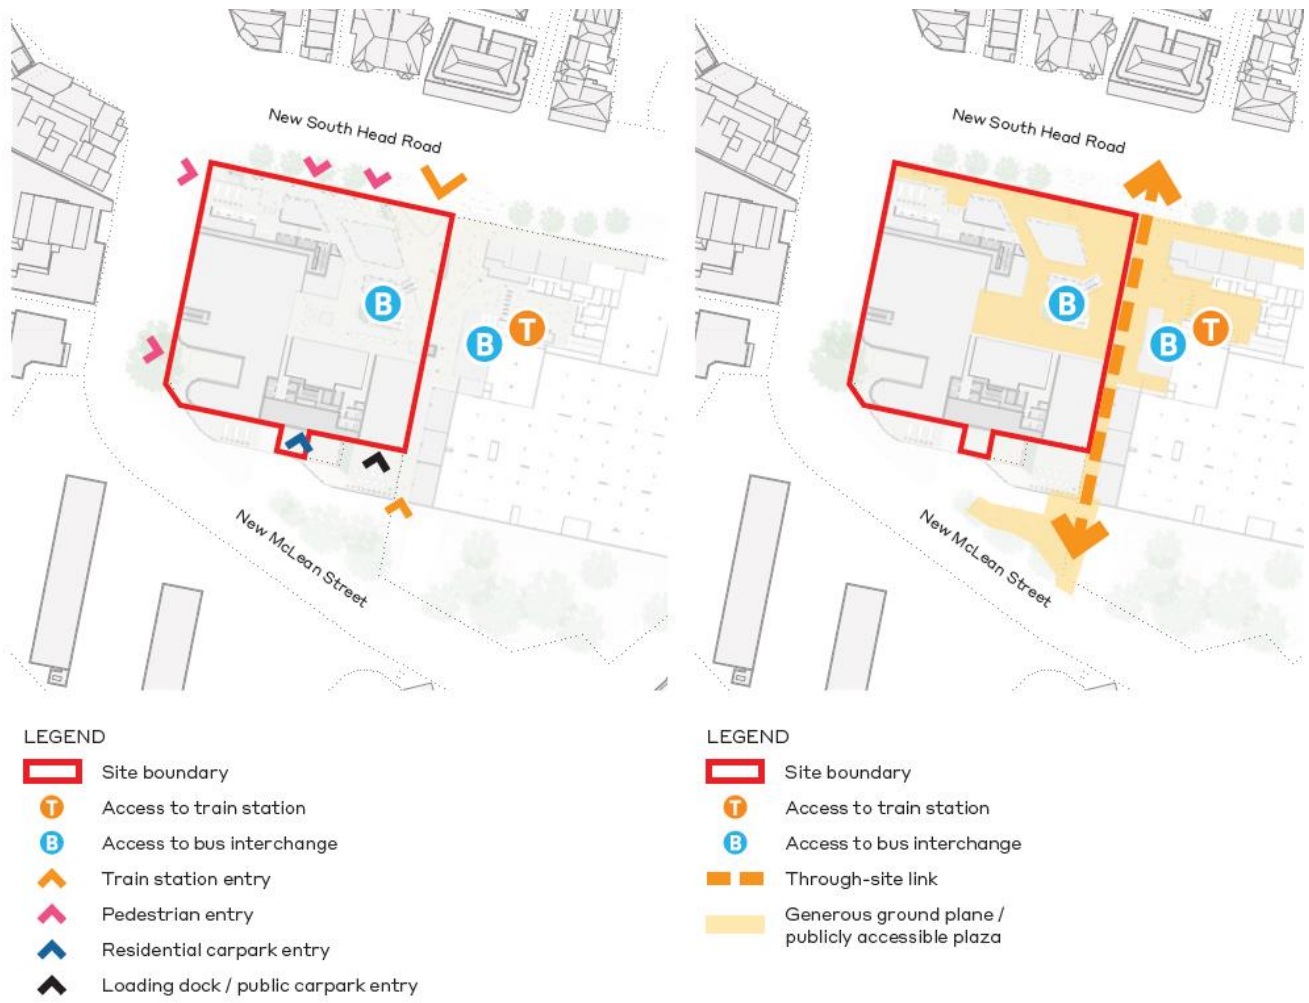 New South Head Road
B
B
T
New McLean Street
LEGEND
Site boundary
T Access to train station
B Access to bus interchange
Train station entry
Pedestrian entry
Residential carpark entry
Loading dock / public carpark entry
New South Head Road
B
B
T
New McLean Street
LEGEND
Site boundary
T Access to train station
B Access to bus interchange
Through-site link
Generous ground plane /
publicly accessible plaza